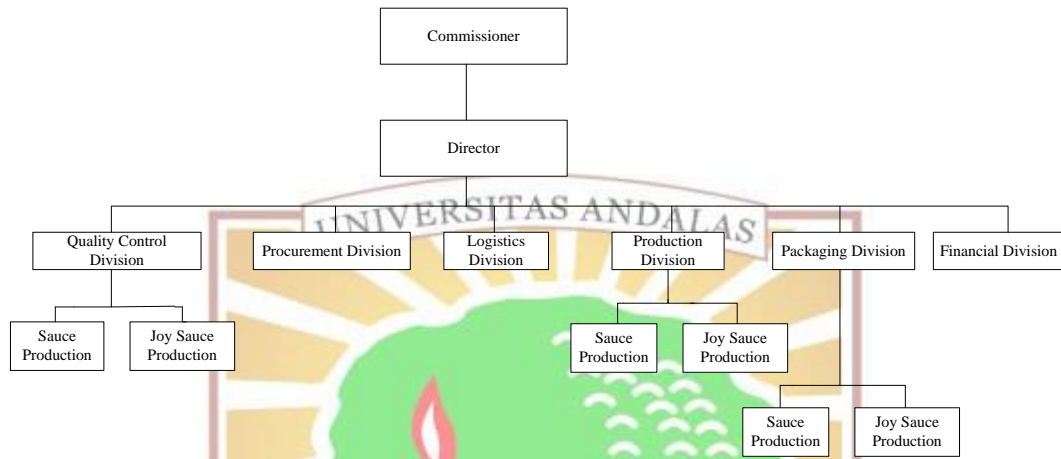 Commissioner
Director
UNIVERSITAS ANDALAS
Quality Control
Division
Procurement Division
Logistics
Division
Production
Division
Packaging Division
Financial Division
Sauce
Production
Joy Sauce
Production
Sauce
Production
Joy Sauce
Production
Sauce
Production
Joy Sauce
Production